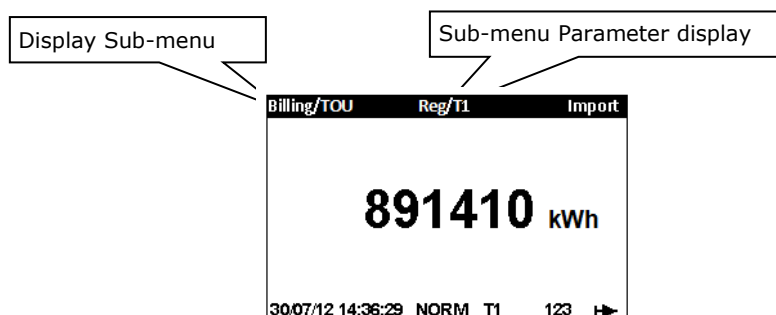 Display Sub-menu
Sub-menu Parameter display
Billing/TOU Reg/T1 Import
891410 kWh
30/07/12 14:36:29 NORM T1 123